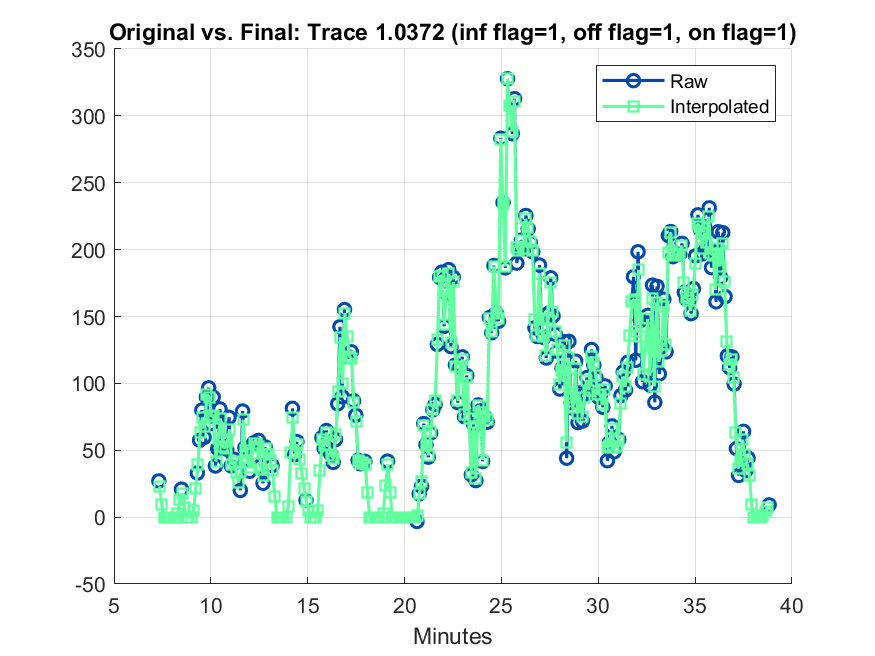 Original vs. Final: Trace 1.0372 (inf flag=1, off flag=1, on flag=1)
350
300
250
200
150
100
50
0
-50
Raw
Interpolated
5 10 15 20 25 30 35 40
Minutes